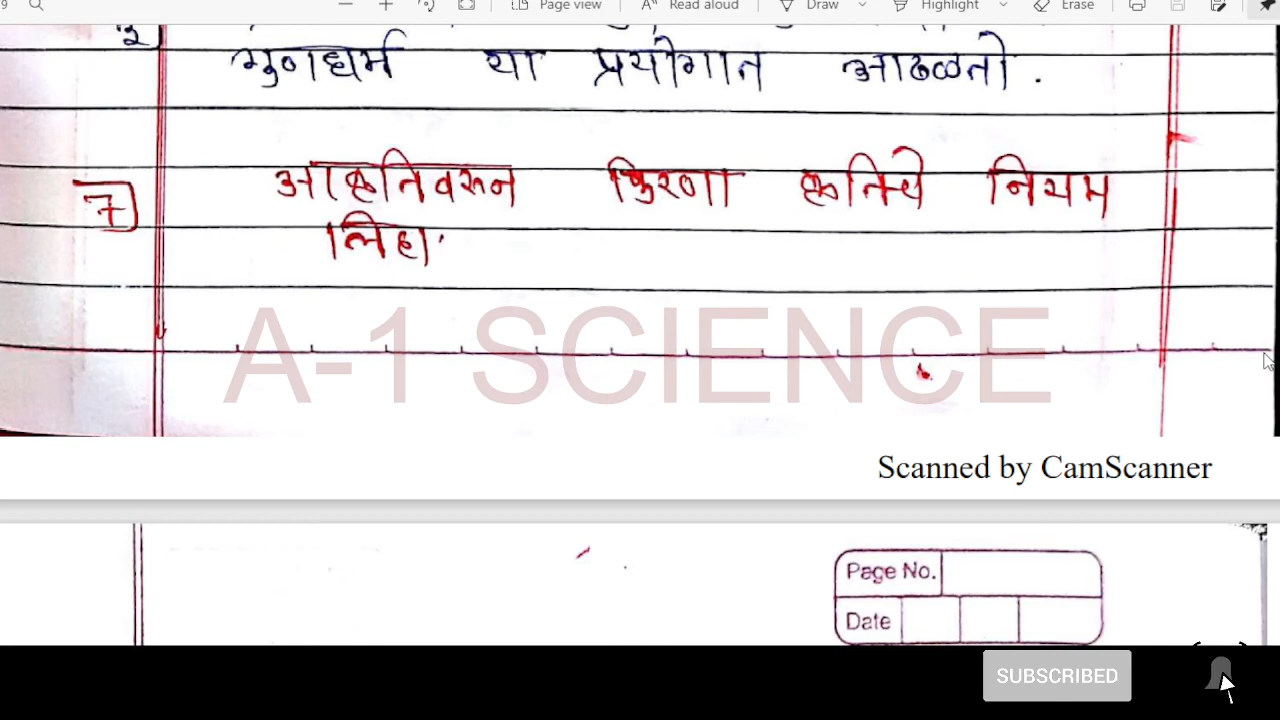 9
Page view
Read aloud
Draw
Highlight
Erase
गुणधर्म या प्रयोगात आढळतो.
7 आकृतिवरून किरणा कृतिचे नियम
लिहा.
A-1 SCIENCE
Scanned by CamScanner
Page No.
Date
SUBSCRIBED